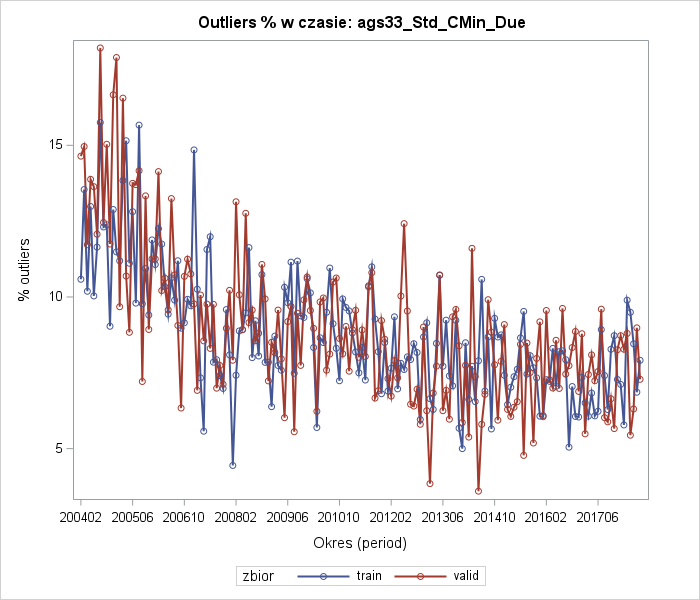 Outliers % w czasie: ags33_Std_CMin_Due
% outliers
15
10
5
200402 200506 200610 200802 200906 201010 201202 201306 201410 201602 201706
Okres (period)
zbior train valid